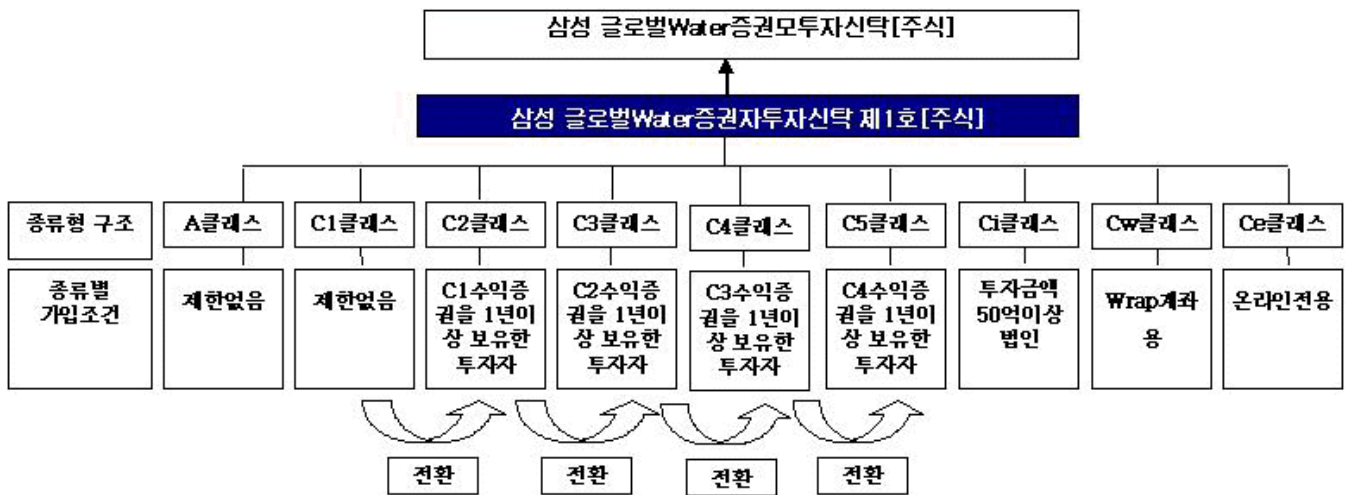 삼성 글로벌Water증권모투자신탁[주식]
삼성 글로벌Water증권자투자신탁 제1호[주식]
종류형 구조
A클래스
C1클래스
C2클래스
C3클래스
C4클래스
C5클래스
Ci클래스
Cw클래스
Ce클래스
종류별
가입조건
제한없음
제한없음
C1수익증
권을 1년이
상 보유한
투자자
C2수익증
권을 1년이
상 보유한
투자자
C3수익증
권을 1년이
상 보유한
투자자
C4수익증
권을 1년이
상 보유한
투자자
투자금액
50억이상
법인
Wrap계좌
용
온라인전용
전환
전환
전환
전환